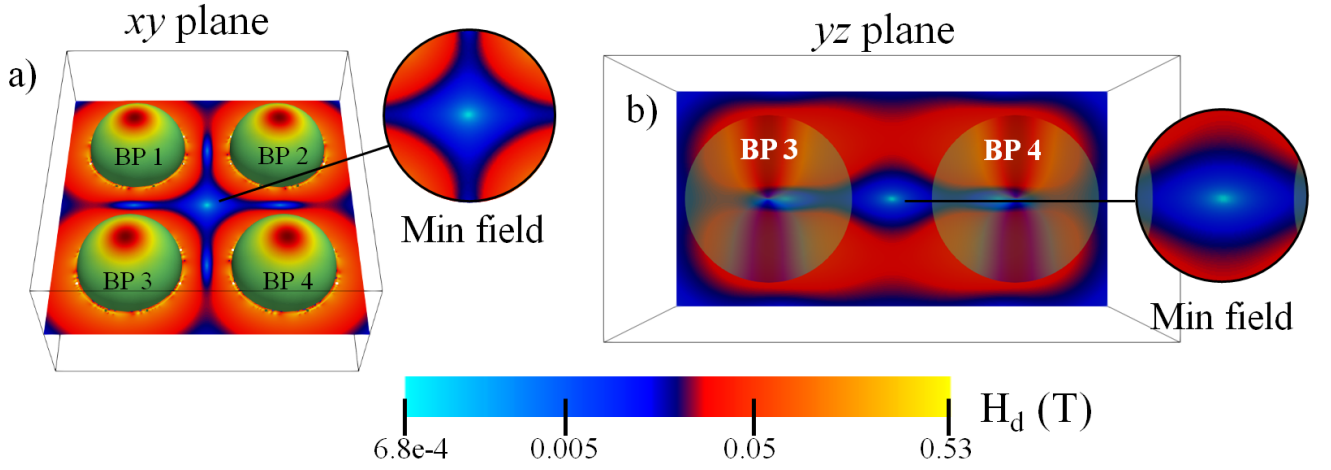 xy plane
a)
BP 1
BP 2
BP 3
BP 4
Min field
yz plane
b)
BP 3
BP 4
Min field
6.8e-4
0.005
0.05
0.53
H_d (T)